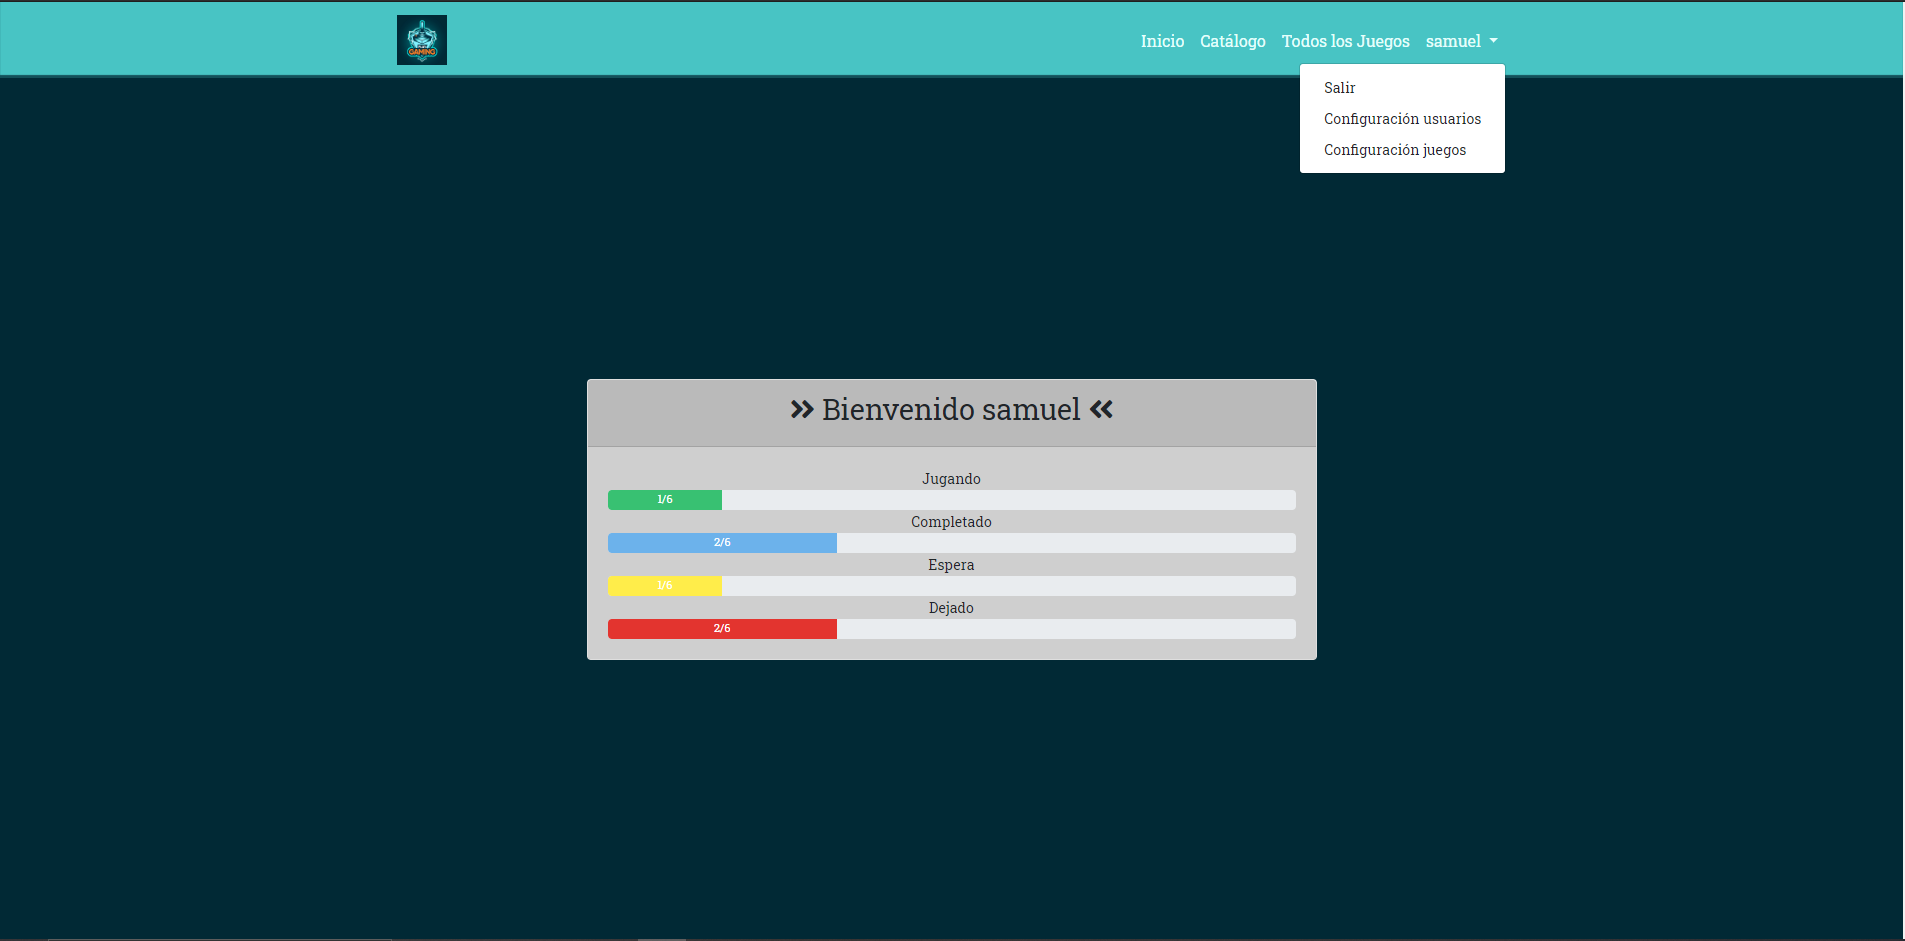 GAMING
Inicio Catálogo Todos los Juegos samuel
Salir
Configuración usuarios
Configuración juegos
Bienvenido samuel
Jugando
1/6
Completado
2/6
Espera
1/6
Dejado
2/6